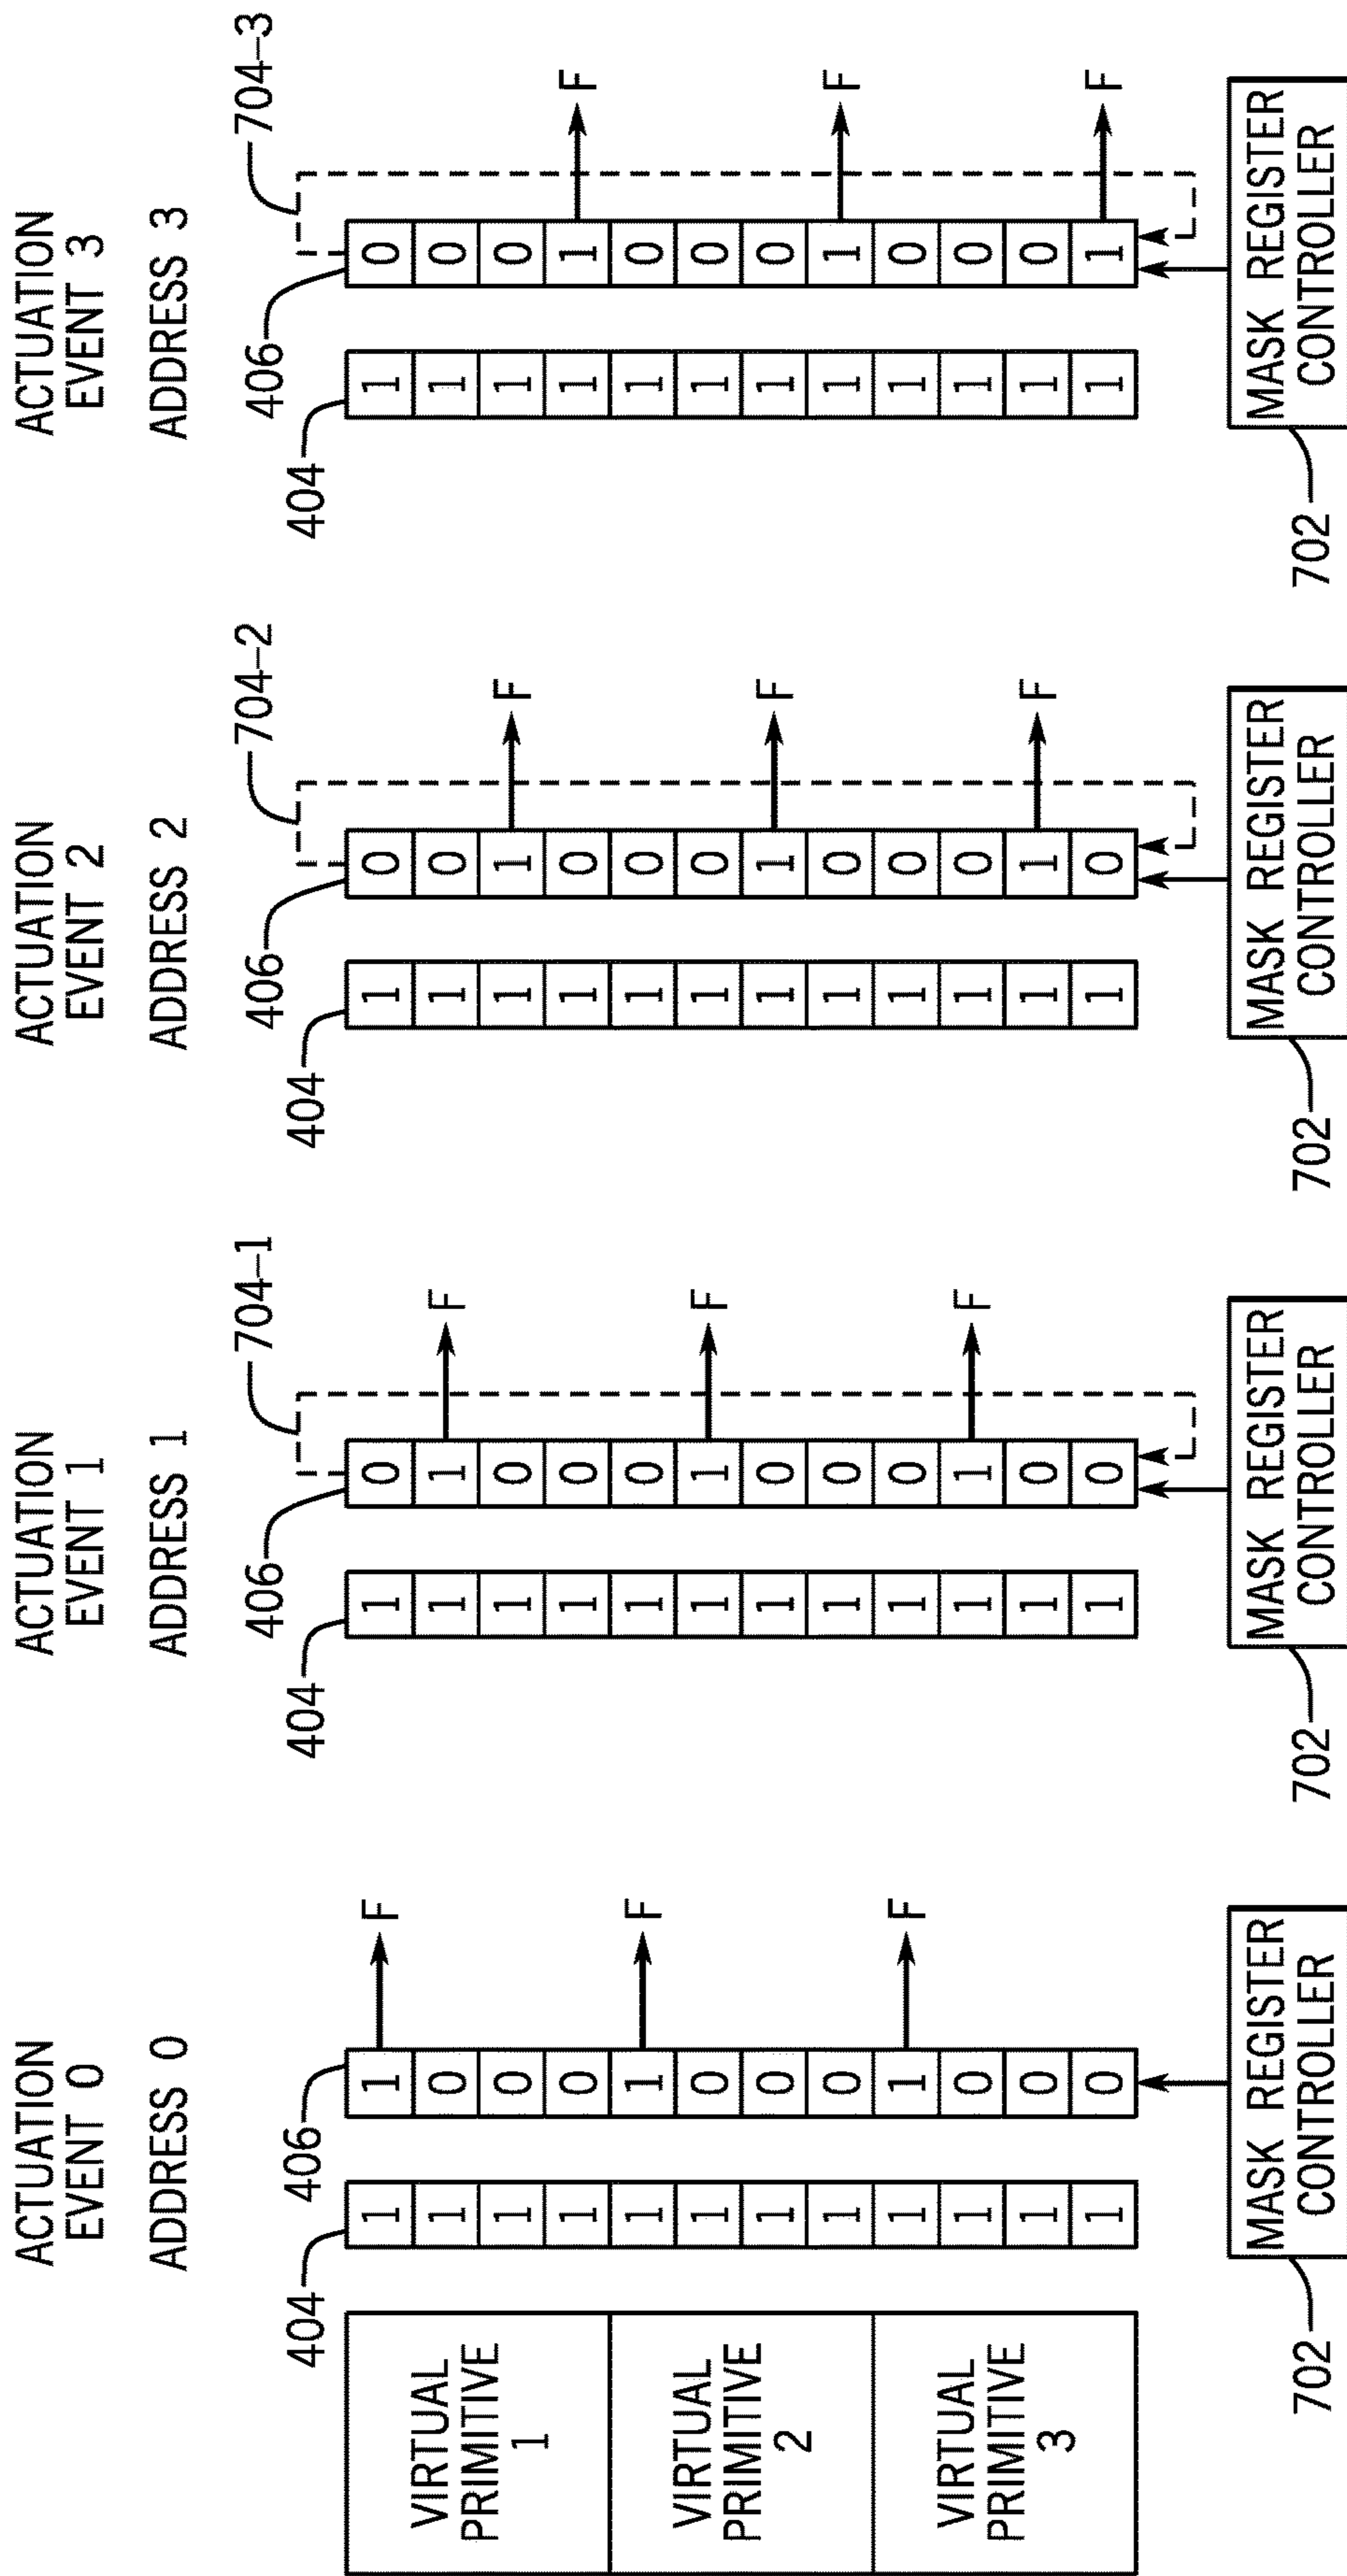 ACTUATION
EVENT 0
ADDRESS 0
404
406
VIRTUAL
PRIMITIVE
1
VIRTUAL
PRIMITIVE
2
VIRTUAL
PRIMITIVE
3
1 1
1 0
1 0
1 0
1 1
1 0
1 0
1 0
1 1
1 0
1 0
1 0
F
F
F
702
MASK REGISTER
CONTROLLER
ACTUATION
EVENT 1
ADDRESS 1
404
406
704-1
1 0
1 1
1 0
1 0
1 0
1 1
1 0
1 0
1 0
1 1
1 0
1 0
F
F
F
702
MASK REGISTER
CONTROLLER
ACTUATION
EVENT 2
ADDRESS 2
404
406
704-2
1 0
1 0
1 1
1 0
1 0
1 0
1 1
1 0
1 0
1 0
1 1
1 0
F
F
F
702
MASK REGISTER
CONTROLLER
ACTUATION
EVENT 3
ADDRESS 3
404
406
704-3
1 0
1 0
1 0
1 1
1 0
1 0
1 0
1 1
1 0
1 0
1 0
1 1
F
F
F
702
MASK REGISTER
CONTROLLER